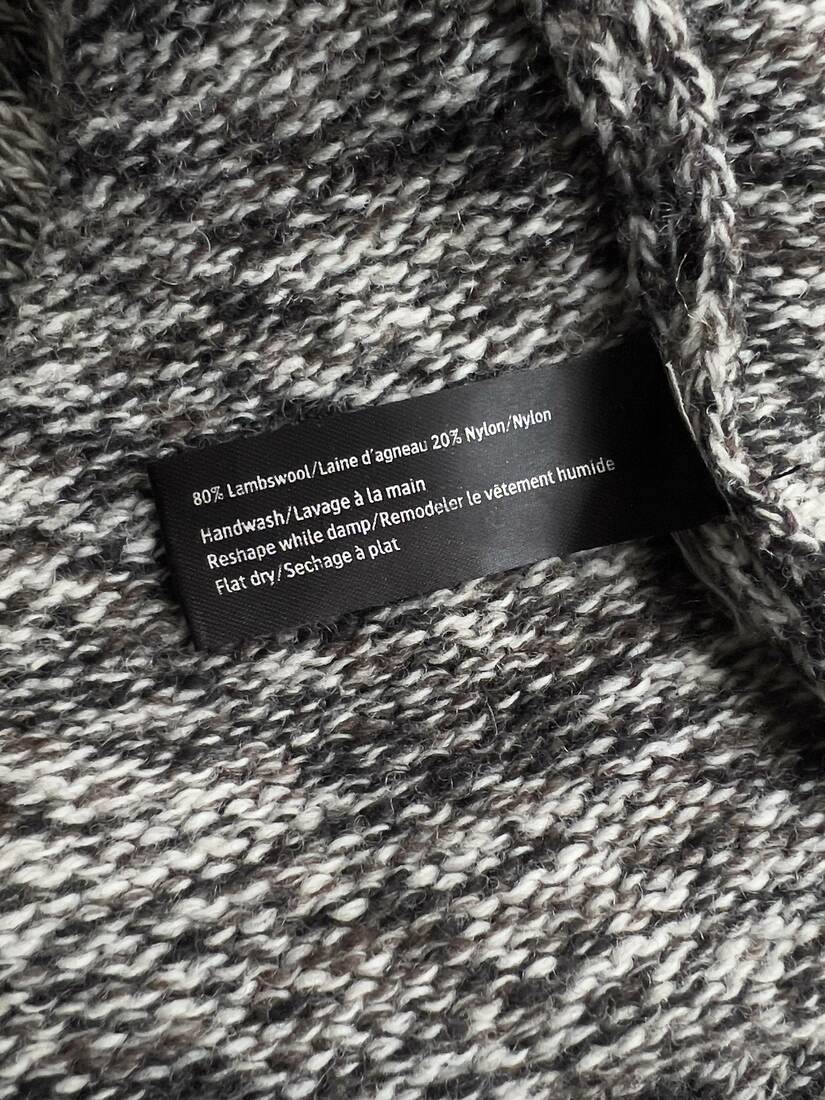 80% Lambswool/Laine d'agneau 20% Nylon/Nylon
Handwash/Lavage à la main
Reshape while damp/Remodeler le vêtement humide
Flat dry/Sechage à plat